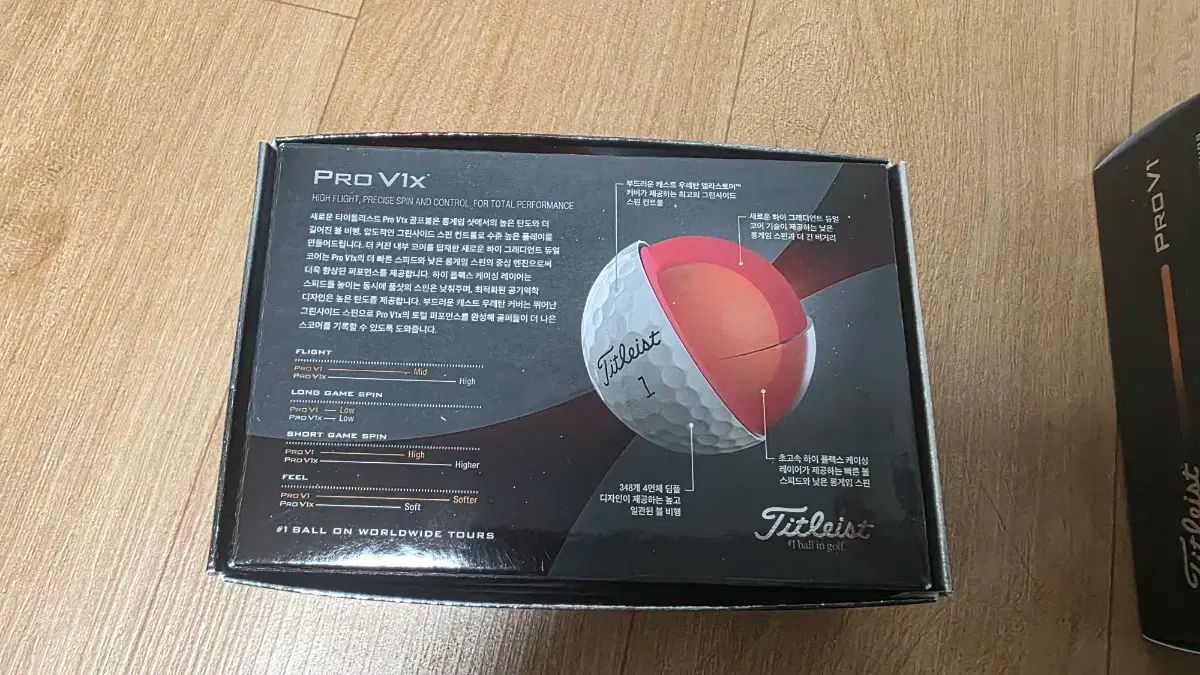 PRO V1x
HIGH FLIGHT, PRECISE SPIN AND CONTROL, FOR TOTAL PERFORMANCE
새로운 타이틀리스트 Pro V1x 골프볼은 롱게임 샷에서의 높은 탄도와 더
길어진 볼 비행, 압도적인 그린사이드 스핀 컨트롤로 수준 높은 플레이를
만들어드립니다. 더 커진 내부 코어를 탑재한 새로운 하이 그래디언트 듀얼
코어는 Pro V1x의 더 빠른 스피드와 낮은 롱게임 스핀의 중심 엔진으로써
더욱 향상된 퍼포먼스를 제공합니다. 하이 플렉스 케이싱 레이어는
스피드를 높이는 동시에 풀샷의 스핀은 낮춰주며, 최적화된 공기역학
디자인은 높은 탄도를 제공합니다. 부드러운 캐스트 우레탄 커버는 뛰어난
그린사이드 스핀으로 Pro V1x의 토털 퍼포먼스를 완성해 골퍼들이 더 나은
스코어를 기록할 수 있도록 도와줍니다.
FLIGHT
PRO V1 Mid
PRO V1x High
LONG GAME SPIN
PRO V1 Low
PRO V1x Low
SHORT GAME SPIN
PRO V1 High
PRO V1x Higher
FEEL
PRO V1 Softer
PRO V1x Soft
#1 BALL ON WORLDWIDE TOURS
부드러운 캐스트 우레탄 엘라스토머™
커버가 제공하는 최고의 그린사이드
스핀 컨트롤
새로운 하이 그래디언트 듀얼
코어 기술이 제공하는 낮은
롱게임 스핀과 더 긴 비거리
Titleist
1
348개 4면체 딤플
디자인이 제공하는 높고
일관된 볼 비행
초고속 하이 플렉스 케이싱
레이어가 제공하는 빠른 볼
스피드와 낮은 롱게임 스핀
Titleist
#1 ball in golf.
PRO V1
Titleist